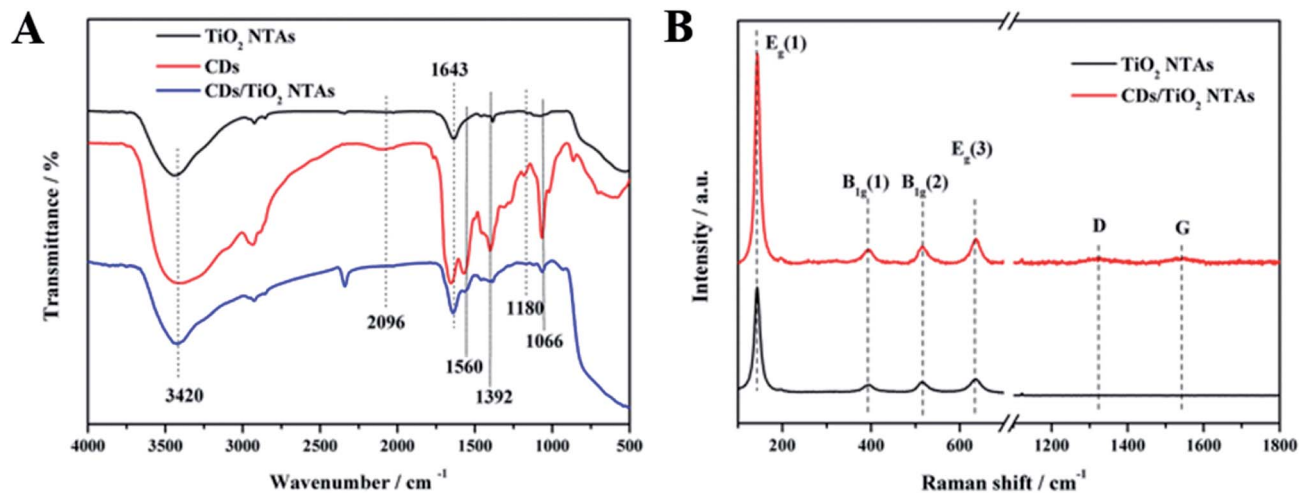 A
TiO₂ NTAs
CDs
CDs/TiO₂ NTAs
1643
2096
1180
1066
1560
1392
3420
Transmittance / %
4000 3500 3000 2500 2000 1500 1000 500
Wavenumber / cm⁻¹
B
E_g(1)
TiO₂ NTAs
CDs/TiO₂ NTAs
E_g(3)
B₁g(1) B₁g(2)
D G
Intensity / a.u.
200 400 600 1200 1400 1600 1800
Raman shift / cm⁻¹